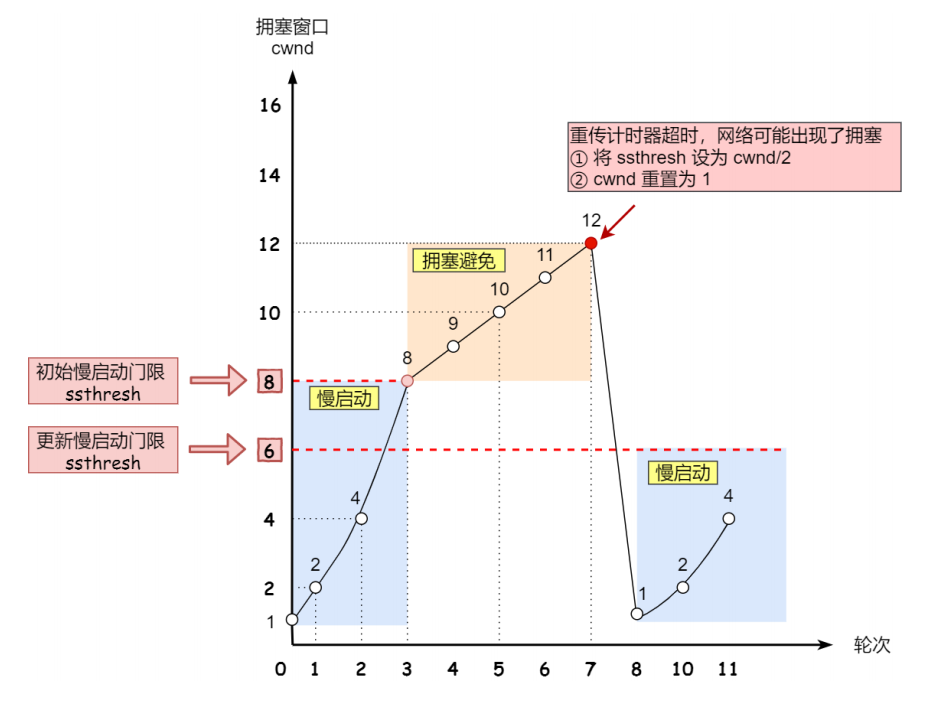 拥塞窗口
cwnd
16
14
12
10
8
6
4
2
1
重传计时器超时，网络可能出现了拥塞
① 将 ssthresh 设为 cwnd/2
② cwnd 重置为 1
初始慢启动门限
ssthresh
更新慢启动门限
ssthresh
慢启动
拥塞避免
慢启动
1
2
4
8
9
10
11
12
1
2
4
0 1 2 3 4 5 6 7 8 10 11
轮次